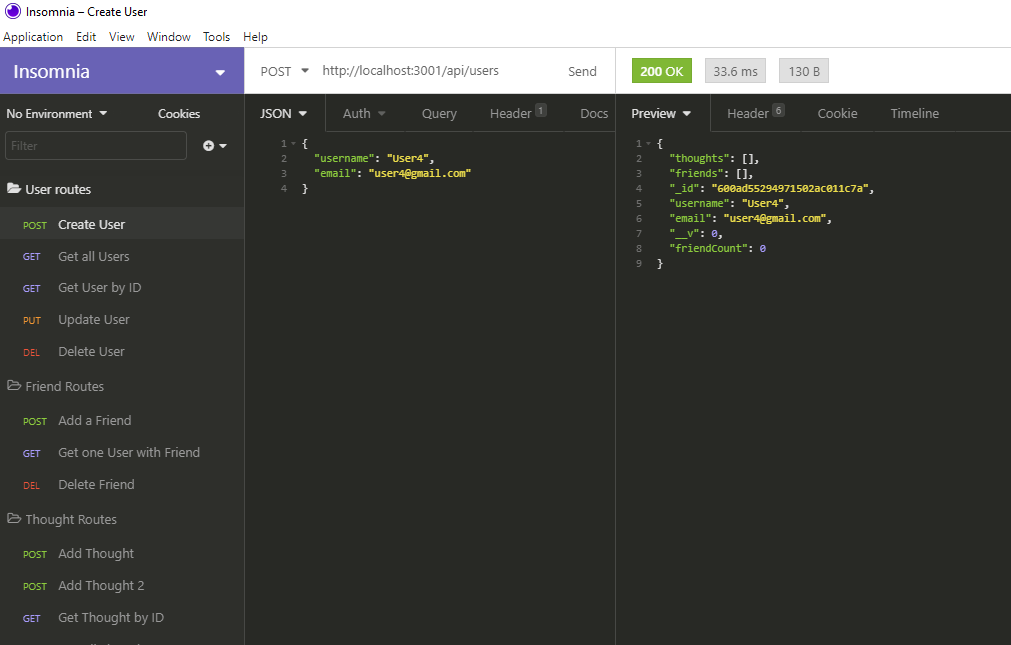 Insomnia – Create User
Application Edit View Window Tools Help
Insomnia
POST http://localhost:3001/api/users Send
200 OK 33.6 ms 130 B
No Environment Cookies
Filter
User routes
POST Create User
GET Get all Users
GET Get User by ID
PUT Update User
DEL Delete User
Friend Routes
POST Add a Friend
GET Get one User with Friend
DEL Delete Friend
Thought Routes
POST Add Thought
POST Add Thought 2
GET Get Thought by ID
JSON Auth Query Header 1 Docs
1 {
2 "username": "User4",
3 "email": "user4@gmail.com"
4 }
Preview Header 6 Cookie Timeline
1 {
2 "thoughts": [],
3 "friends": [],
4 "_id": "600ad55294971502ac011c7a",
5 "username": "User4",
6 "email": "user4@gmail.com",
7 "__v": 0,
8 "friendCount": 0
9 }